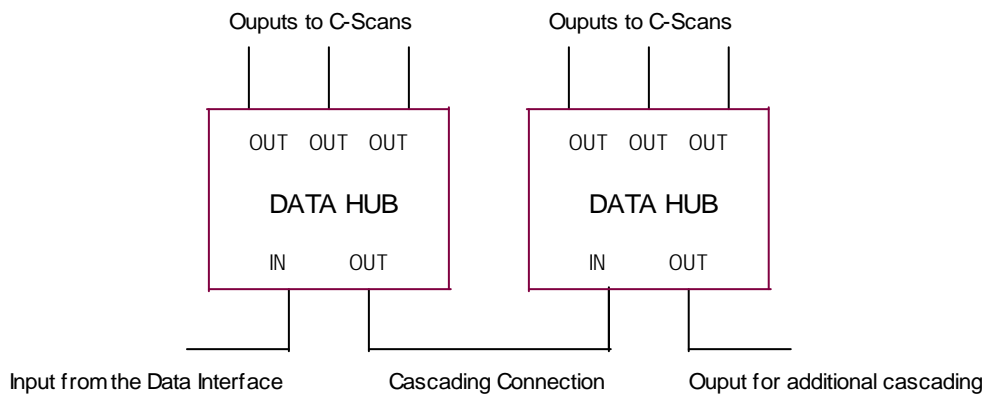 Ouputs to C-Scans Ouputs to C-Scans
OUT OUT OUT OUT OUT OUT
DATA HUB DATA HUB
IN OUT IN OUT
Input from the Data Interface Cascading Connection Ouput for additional cascading